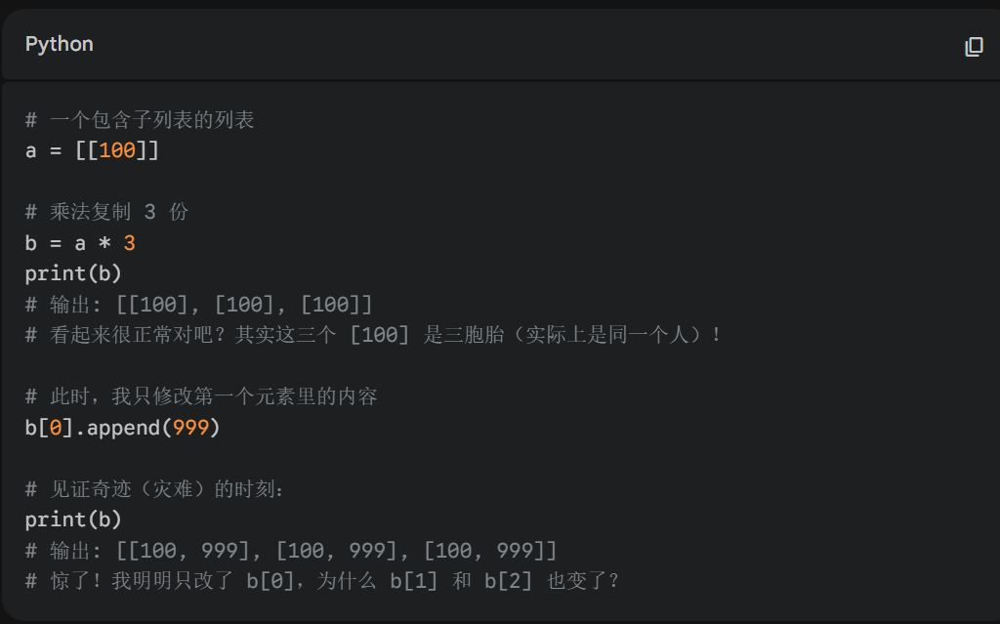 Python
# 一个包含子列表的列表
a = [[100]]
# 乘法复制 3 份
b = a * 3
print(b)
# 输出: [[100], [100], [100]]
# 看起来很正常对吧？其实这三个 [100] 是三胞胎（实际上是同一个人）！
# 此时，我只修改第一个元素里的内容
b[0].append(999)
# 见证奇迹（灾难）的时刻：
print(b)
# 输出: [[100, 999], [100, 999], [100, 999]]
# 惊了！我明明只改了 b[0]，为什么 b[1] 和 b[2] 也变了？